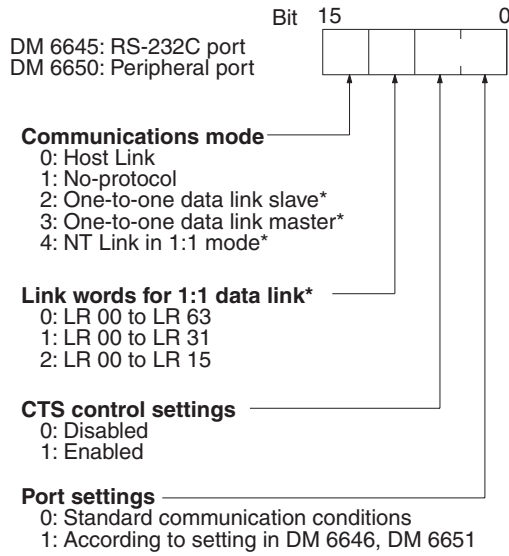 Bit 15 0
DM 6645: RS-232C port
DM 6650: Peripheral port
Communications mode
0: Host Link
1: No-protocol
2: One-to-one data link slave*
3: One-to-one data link master*
4: NT Link in 1:1 mode*
Link words for 1:1 data link*
0: LR 00 to LR 63
1: LR 00 to LR 31
2: LR 00 to LR 15
CTS control settings
0: Disabled
1: Enabled
Port settings
0: Standard communication conditions
1: According to setting in DM 6646, DM 6651